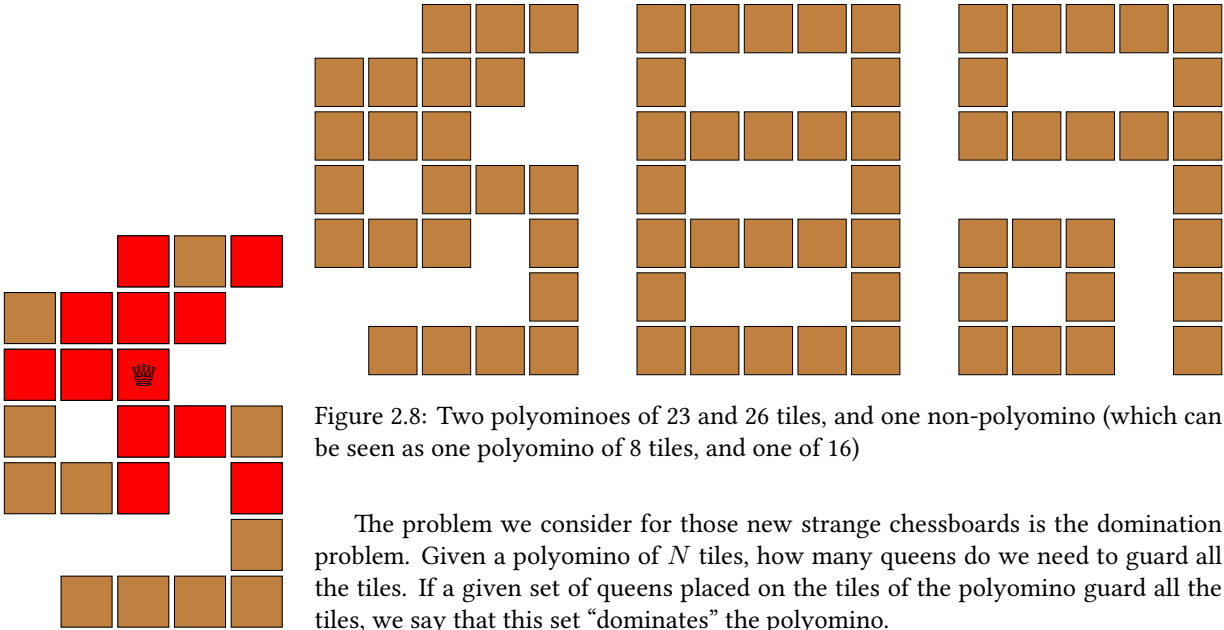 Figure 2.8: Two polyominoes of 23 and 26 tiles, and one non-polyomino (which can
be seen as one polyomino of 8 tiles, and one of 16)
The problem we consider for those new strange chessboards is the domination
problem. Given a polyomino of N tiles, how many queens do we need to guard all
the tiles. If a given set of queens placed on the tiles of the polyomino guard all the
tiles, we say that this set “dominates” the polyomino.